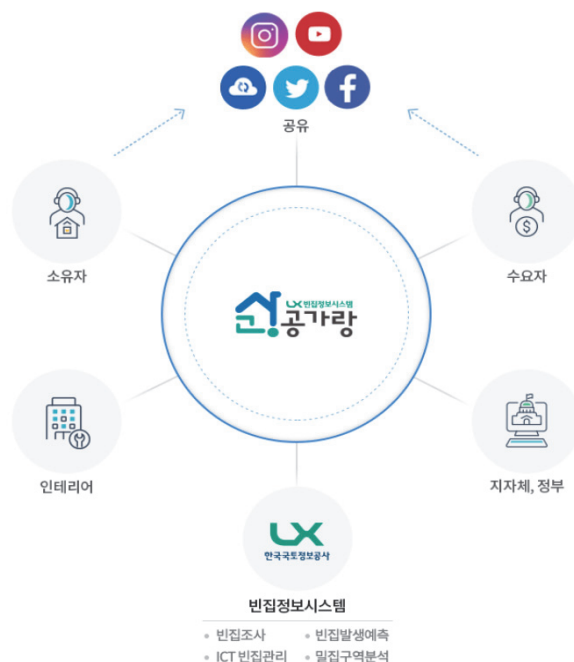 공유
소유자
수요자
LX빈집정보시스템
공가랑
인테리어
지자체, 정부
LX
한국국토정보공사
빈집정보시스템
• 빈집조사 • 빈집발생예측
• ICT 빈집관리 • 밀집구역분석